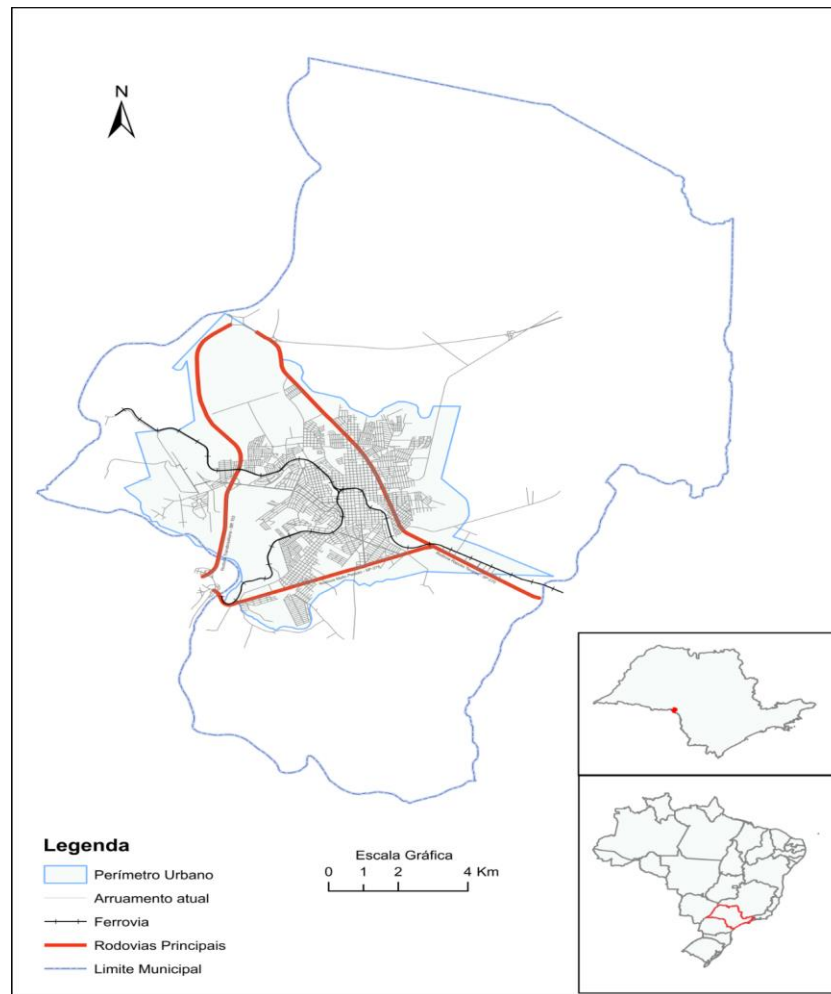 N
Legenda
Perímetro Urbano
Arruamento atual
Ferrovia
Rodovias Principais
Limite Municipal
Escala Gráfica
0 1 2 4 Km